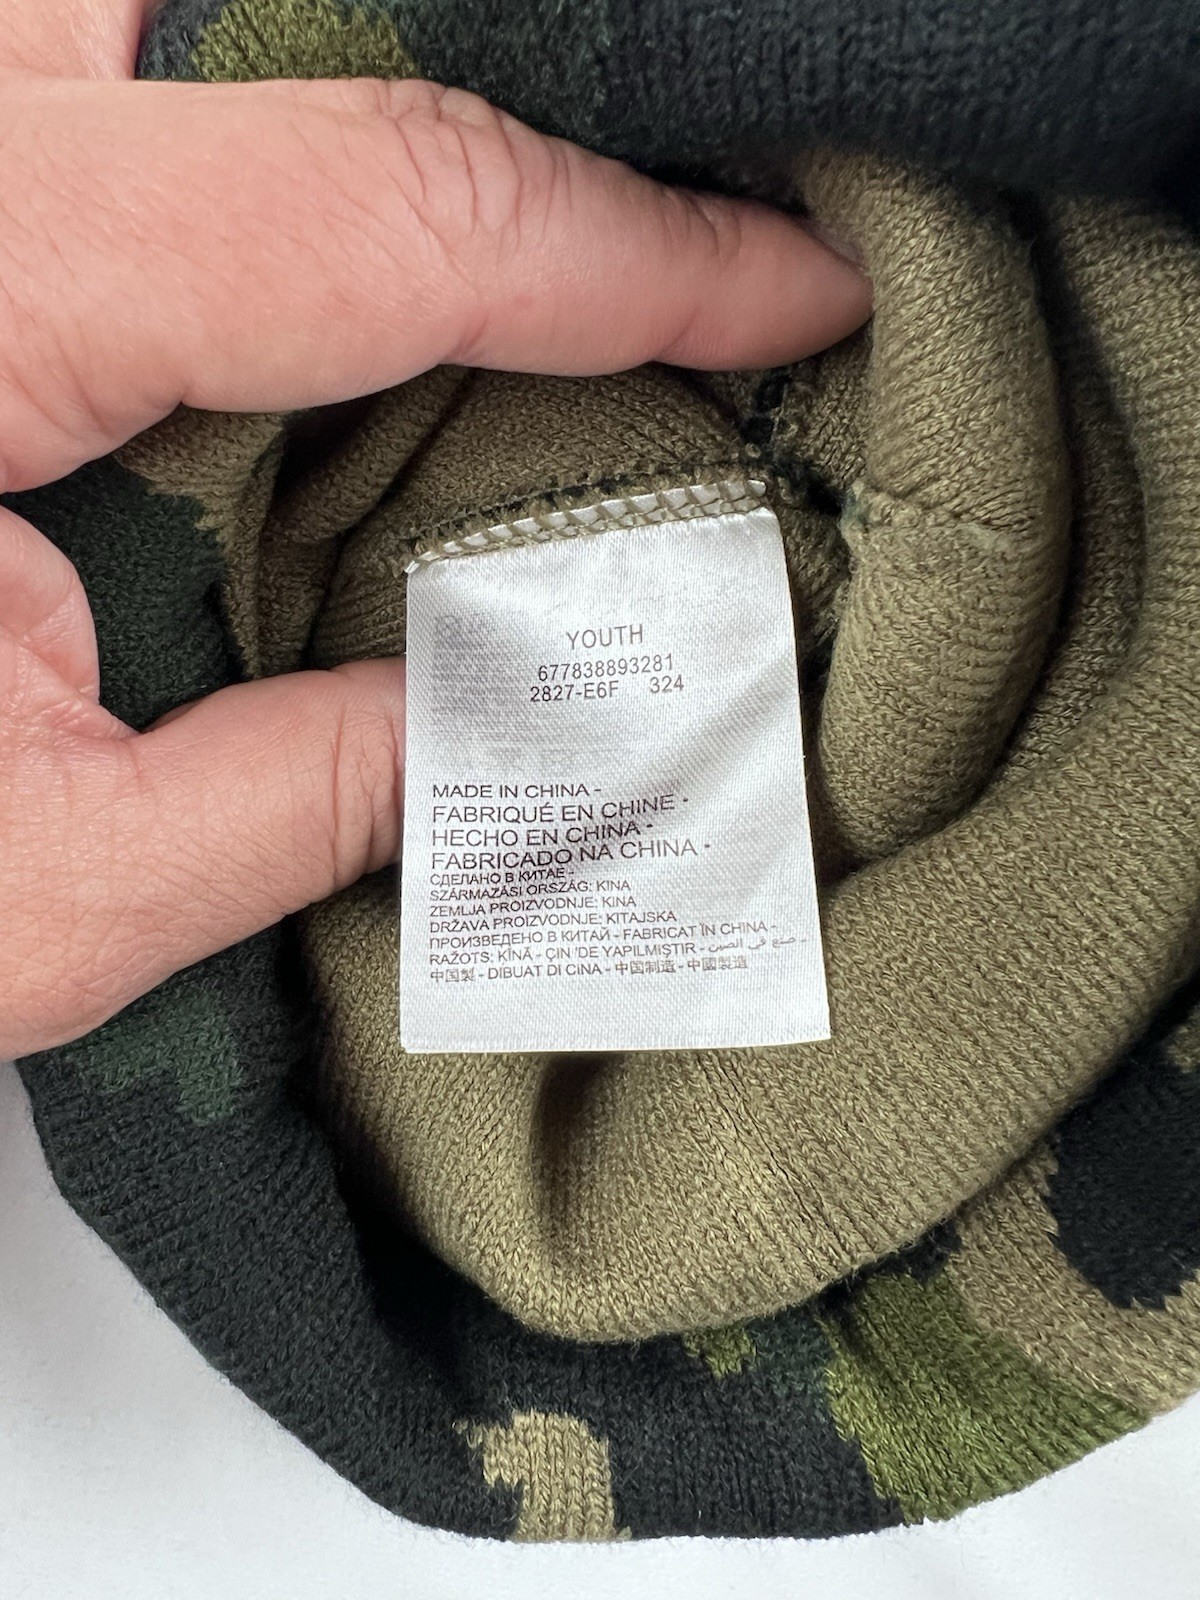 YOUTH
677838893281
2827-E6F 324
MADE IN CHINA -
FABRIQUÉ EN CHINE -
HECHO EN CHINA -
FABRICADO NA CHINA -
СДЕЛАНО В КИТАЕ -
SZÁRMAZÁSI ORSZÁG: KINA
ZEMLJA PROIZVODNJE: KINA
DRŽAVA PROIZVODNJE: KITAJSKA
ПРОИЗВЕДЕНО В КИТАЙ - FABRICAT ÎN CHINA -
RAŽOTS: ĶĪNĀ - ÇIN 'DE YAPILMIŞTIR - صنع في الصين -
中国製 - DIBUAT DI CINA - 中国制造 - 中國製造